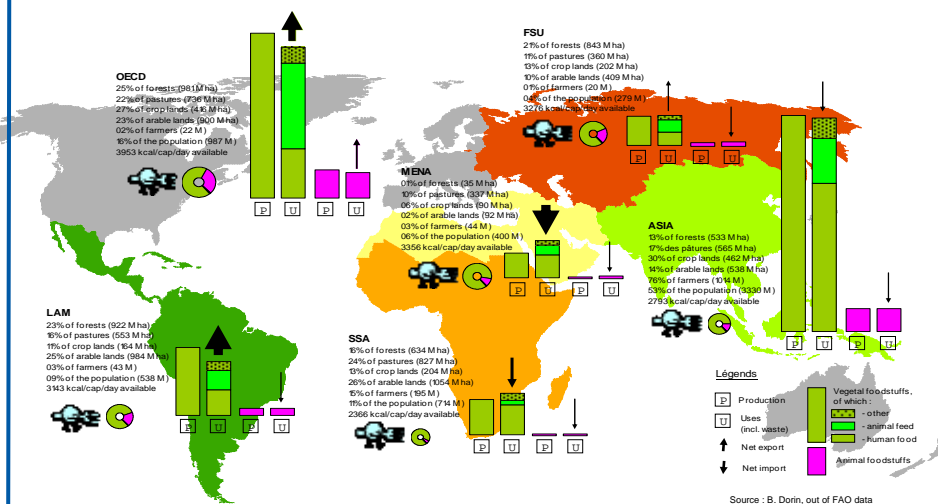 OECD
25% of forests (981 M ha)
22% of pastures (736 M ha)
27% of crop lands (416 M ha)
23% of arable lands (900 M ha)
02% of farmers (22 M)
16% of the population (987 M)
3953 kcal/cap/day available
P U P U
FSU
21% of forests (843 M ha)
11% of pastures (360 M ha)
13% of crop lands (202 M ha)
10% of arable lands (409 M ha)
01% of farmers (20 M)
04% of the population (279 M)
3276 kcal/cap/day available
P U P U
MENA
01% of forests (35 M ha)
10% of pastures (337 M ha)
06% of crop lands (90 M ha)
02% of arable lands (92 M ha)
03% of farmers (44 M)
06% of the population (400 M)
3356 kcal/cap/day available
P U P U
ASIA
13% of forests (533 M ha)
17% des pâtures (565 M ha)
30% of crop lands (462 M ha)
14% of arable lands (538 M ha)
76% of farmers (1014 M)
53% of the population (3330 M)
2793 kcal/cap/day available
P U P U
LAM
23% of forests (922 M ha)
16% of pastures (553 M ha)
11% of crop lands (164 M ha)
25% of arable lands (984 M ha)
03% of farmers (43 M)
09% of the population (538 M)
3143 kcal/cap/day available
P U P U
SSA
16% of forests (634 M ha)
24% of pastures (827 M ha)
13% of crop lands (204 M ha)
26% of arable lands (1054 M ha)
15% of farmers (195 M)
11% of the population (714 M)
2366 kcal/cap/day available
P U P U
Légends
P Production
U Uses
(incl. waste)
Net export
Net import
Vegetal foodstuffs,
of which :
- other
- animal feed
- human food
Animal foodstuffs
Source : B. Dorin, out of FAO data